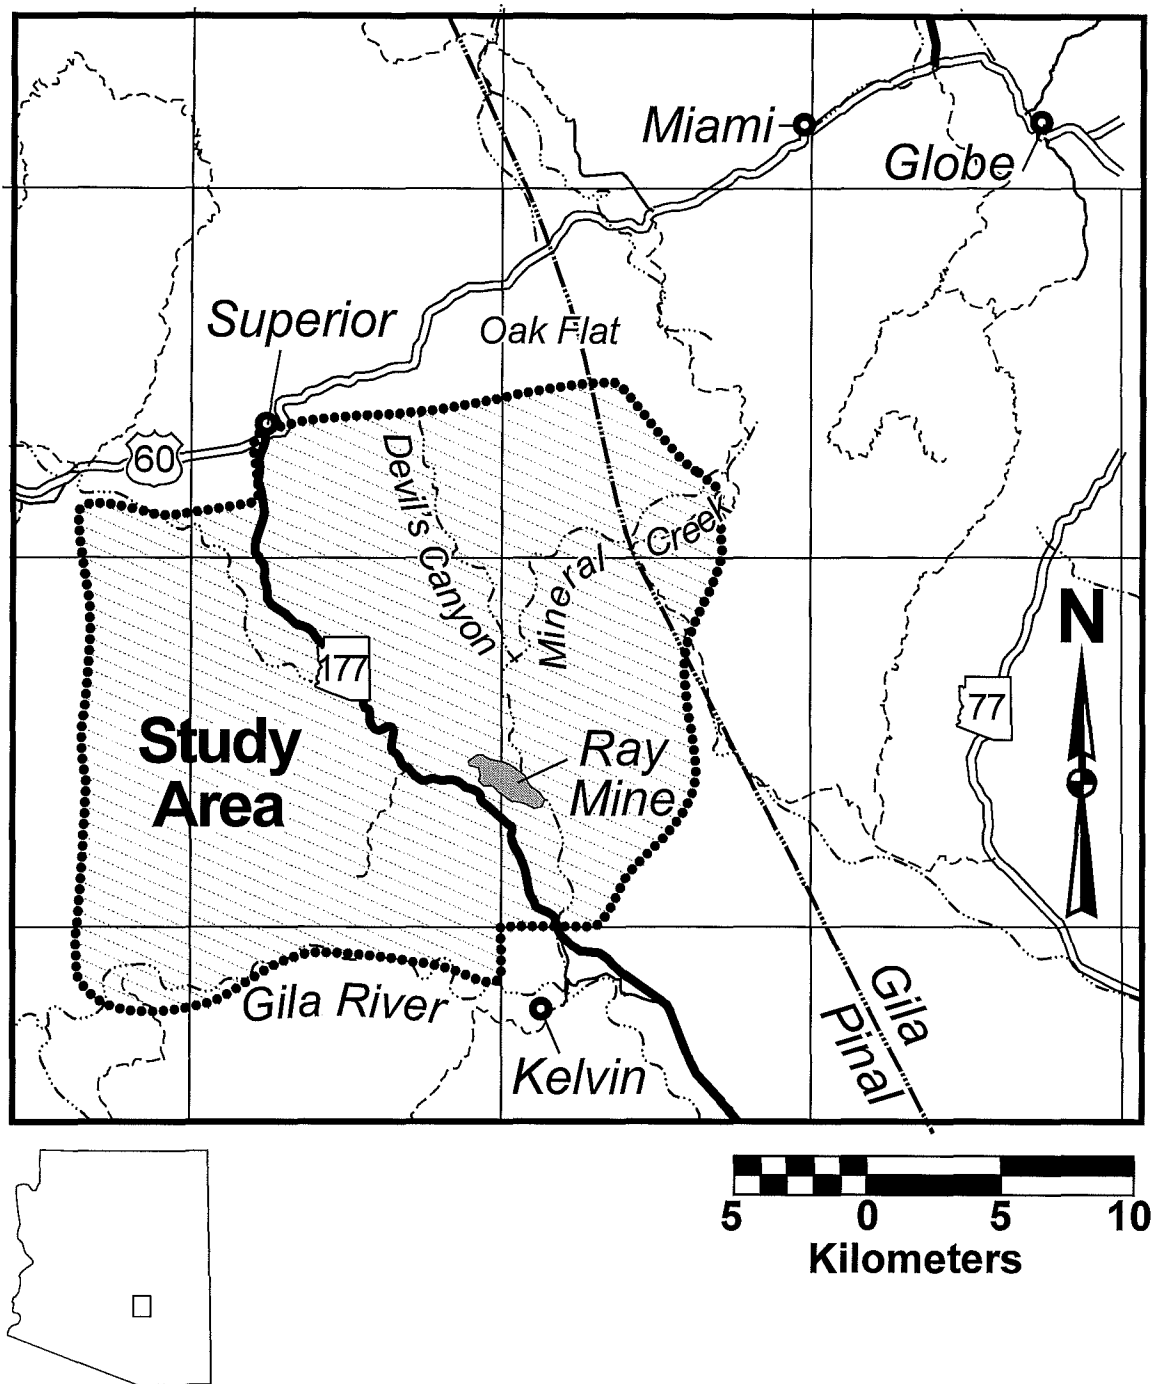 Miami
Globe
Superior
Oak Flat
60
Devil's Canyon
Mineral Creek
N
177
77
Study
Area
Ray
Mine
Gila River
Gila
Pinal
Kelvin
5 0 5 10
Kilometers